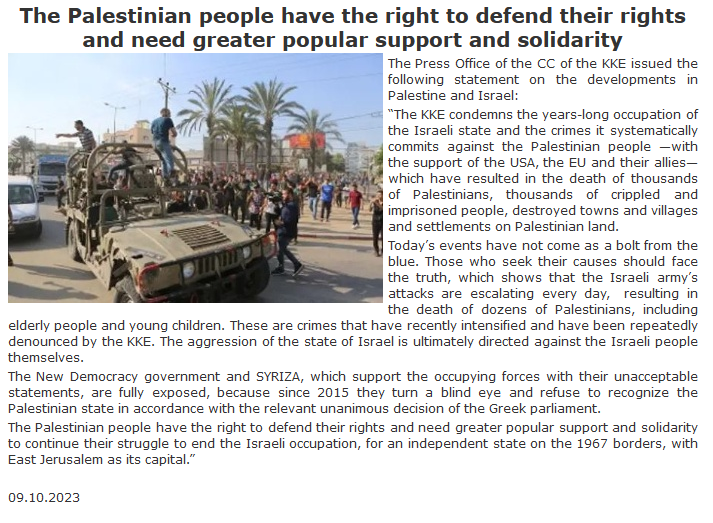 The Palestinian people have the right to defend their rights
and need greater popular support and solidarity
The Press Office of the CC of the KKE issued the
following statement on the developments in
Palestine and Israel:
“The KKE condemns the years-long occupation of
the Israeli state and the crimes it systematically
commits against the Palestinian people —with
the support of the USA, the EU and their allies—
which have resulted in the death of thousands
of Palestinians, thousands of crippled and
imprisoned people, destroyed towns and villages
and settlements on Palestinian land.
Today’s events have not come as a bolt from the
blue. Those who seek their causes should face
the truth, which shows that the Israeli army’s
attacks are escalating every day, resulting in
the death of dozens of Palestinians, including
elderly people and young children. These are crimes that have recently intensified and have been repeatedly
denounced by the KKE. The aggression of the state of Israel is ultimately directed against the Israeli people
themselves.
The New Democracy government and SYRIZA, which support the occupying forces with their unacceptable
statements, are fully exposed, because since 2015 they turn a blind eye and refuse to recognize the
Palestinian state in accordance with the relevant unanimous decision of the Greek parliament.
The Palestinian people have the right to defend their rights and need greater popular support and solidarity
to continue their struggle to end the Israeli occupation, for an independent state on the 1967 borders, with
East Jerusalem as its capital.”
09.10.2023